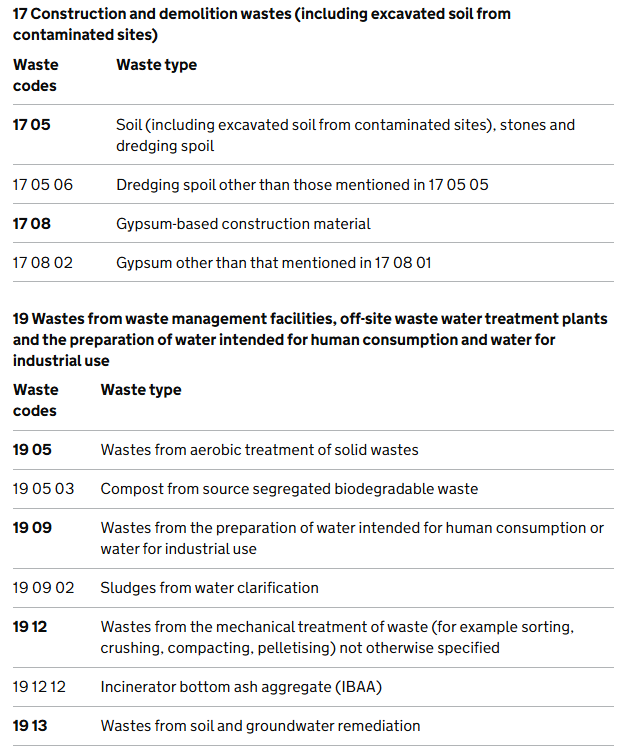 17 Construction and demolition wastes (including excavated soil from
contaminated sites)
Waste
codes
Waste type
17 05
Soil (including excavated soil from contaminated sites), stones and
dredging spoil
17 05 06
Dredging spoil other than those mentioned in 17 05 05
17 08
Gypsum-based construction material
17 08 02
Gypsum other than that mentioned in 17 08 01
19 Wastes from waste management facilities, off-site waste water treatment plants
and the preparation of water intended for human consumption and water for
industrial use
Waste
codes
Waste type
19 05
Wastes from aerobic treatment of solid wastes
19 05 03
Compost from source segregated biodegradable waste
19 09
Wastes from the preparation of water intended for human consumption or
water for industrial use
19 09 02
Sludges from water clarification
19 12
Wastes from the mechanical treatment of waste (for example sorting,
crushing, compacting, pelletising) not otherwise specified
19 12 12
Incinerator bottom ash aggregate (IBAA)
19 13
Wastes from soil and groundwater remediation